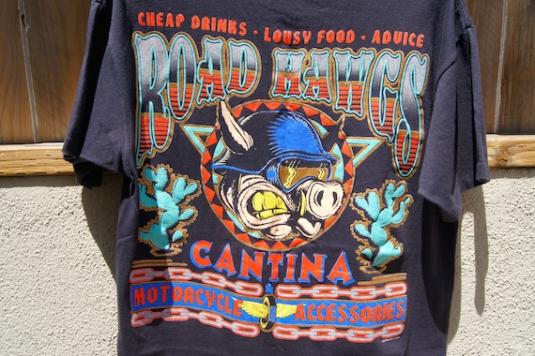 CHEAP DRINKS · LOUSY FOOD · ADVICE
ROAD HAWGS
CANTINA
MOTORCYCLE ACCESSORIES